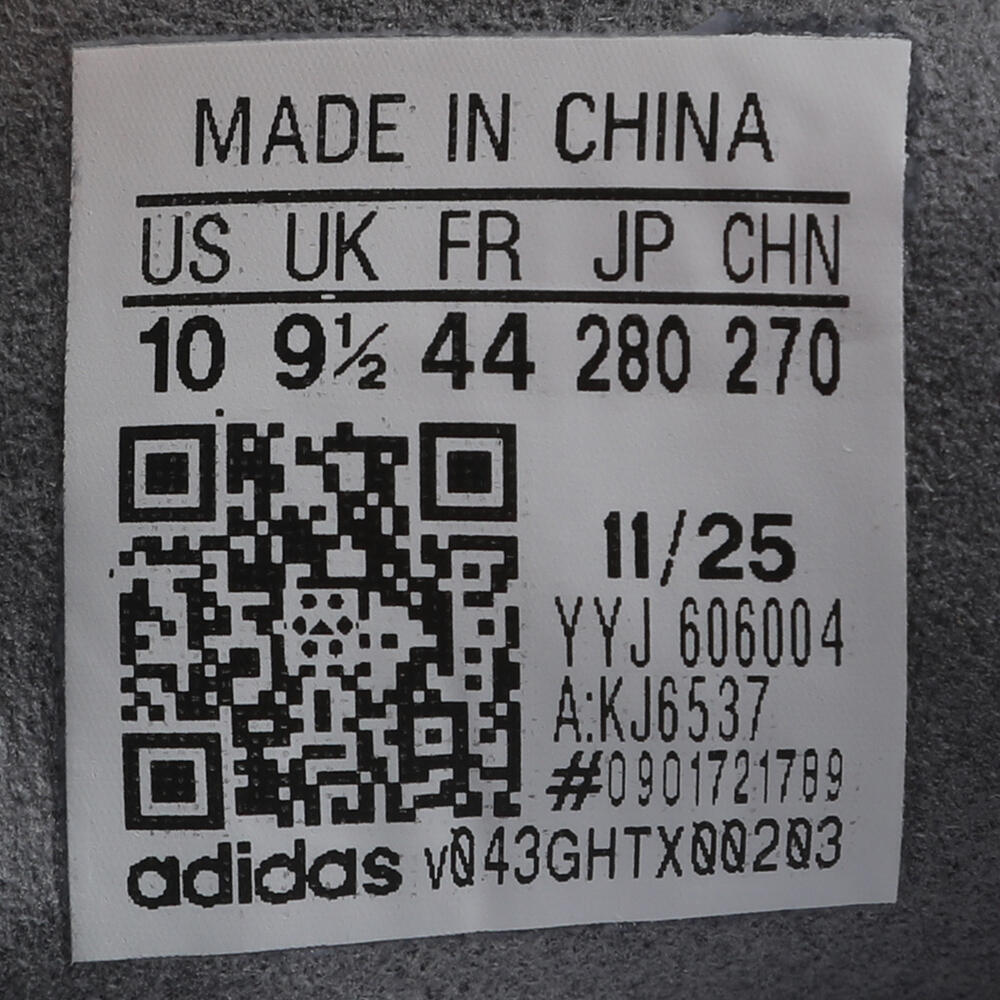 MADE IN CHINA
US UK FR JP CHN
10 9½ 44 280 270
11/25
YYJ 606004
A:KJ6537
#0901721789
adidas v043GHTX00203